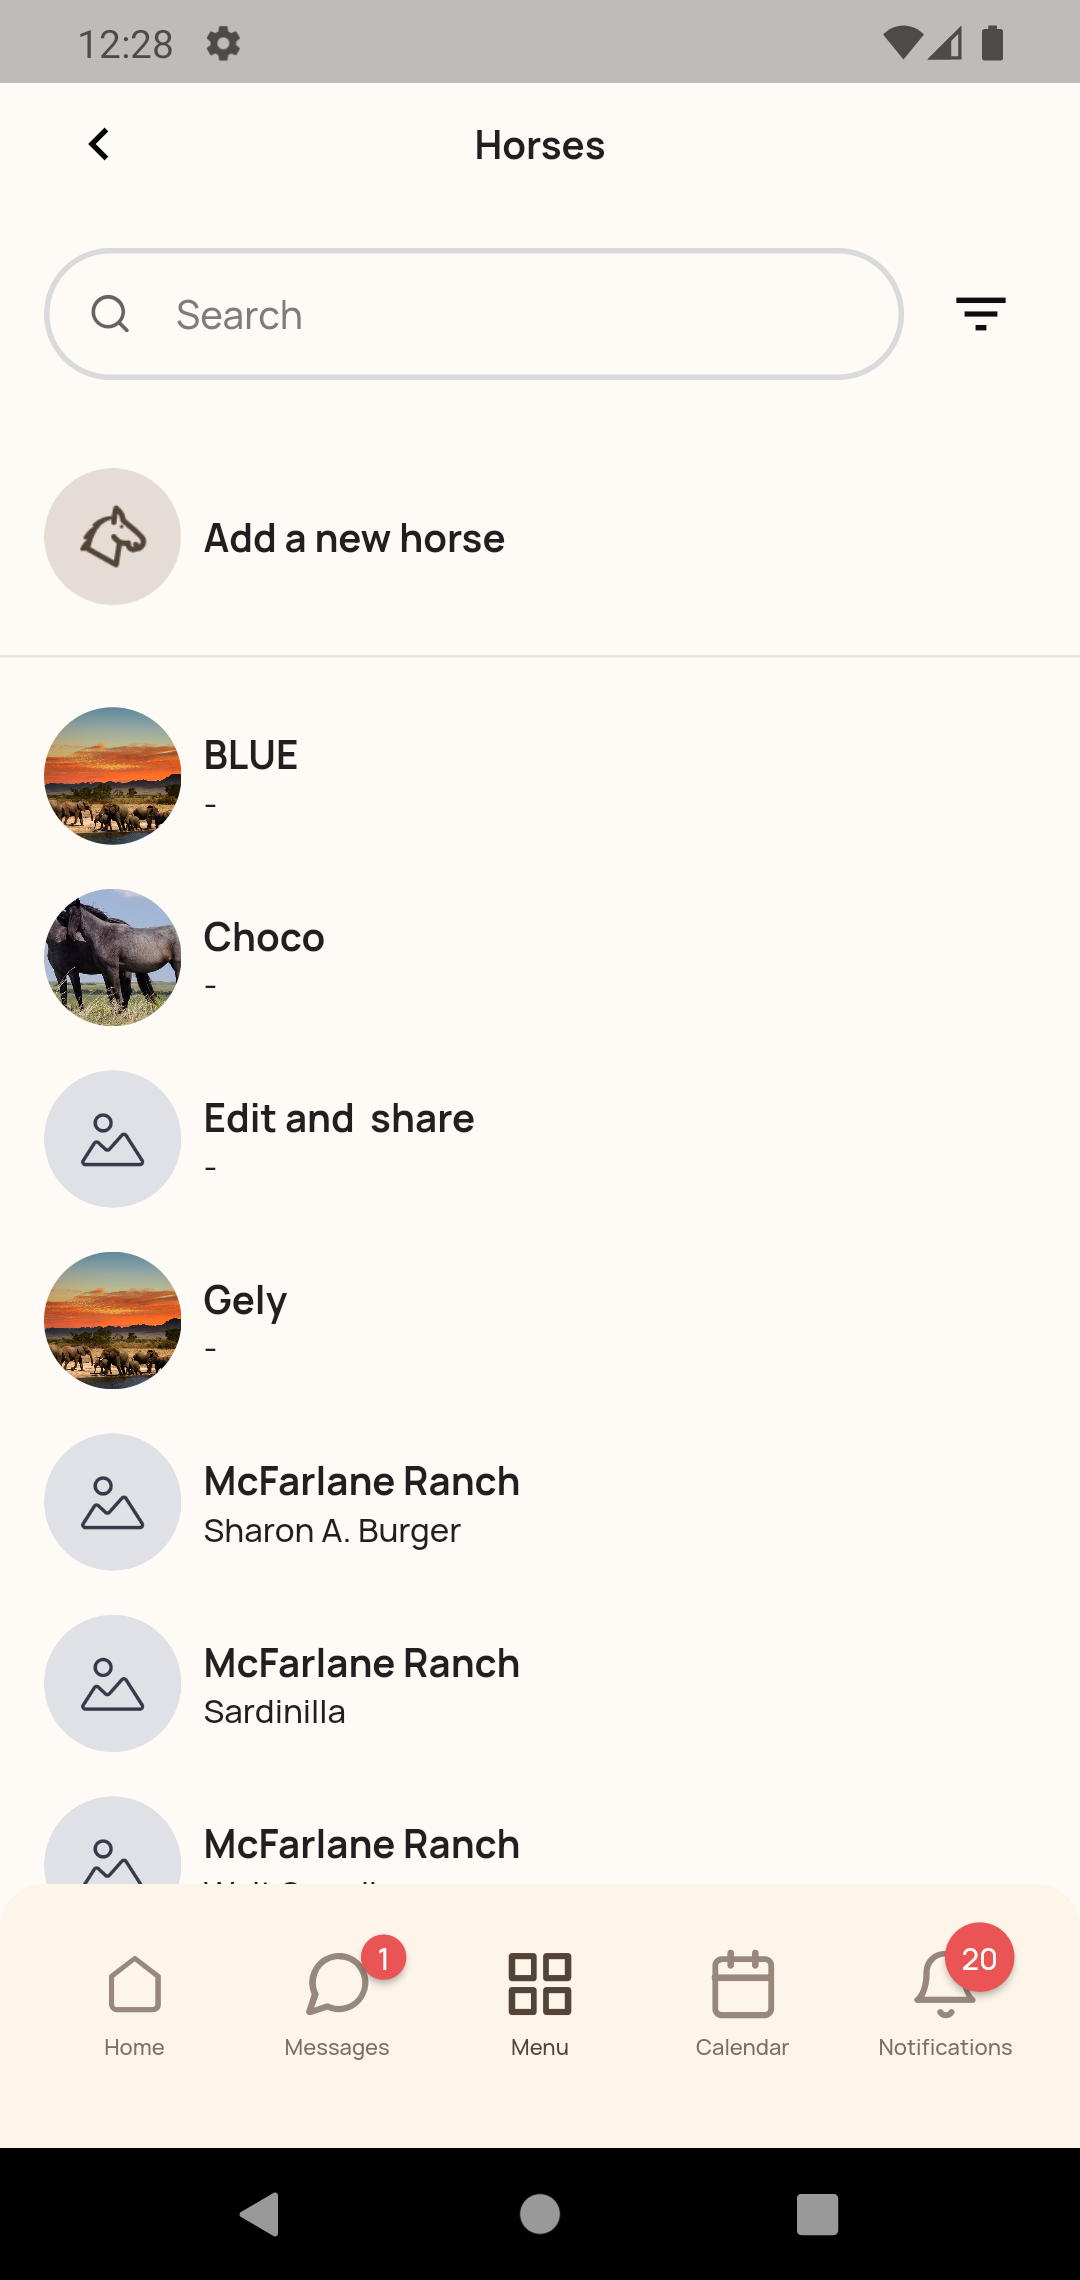 12:28
Horses
Search
Add a new horse
BLUE
-
Choco
-
Edit and  share
-
Gely
-
McFarlane Ranch
Sharon A. Burger
McFarlane Ranch
Sardinilla
McFarlane Ranch
1
20
Home
Messages
Menu
Calendar
Notifications